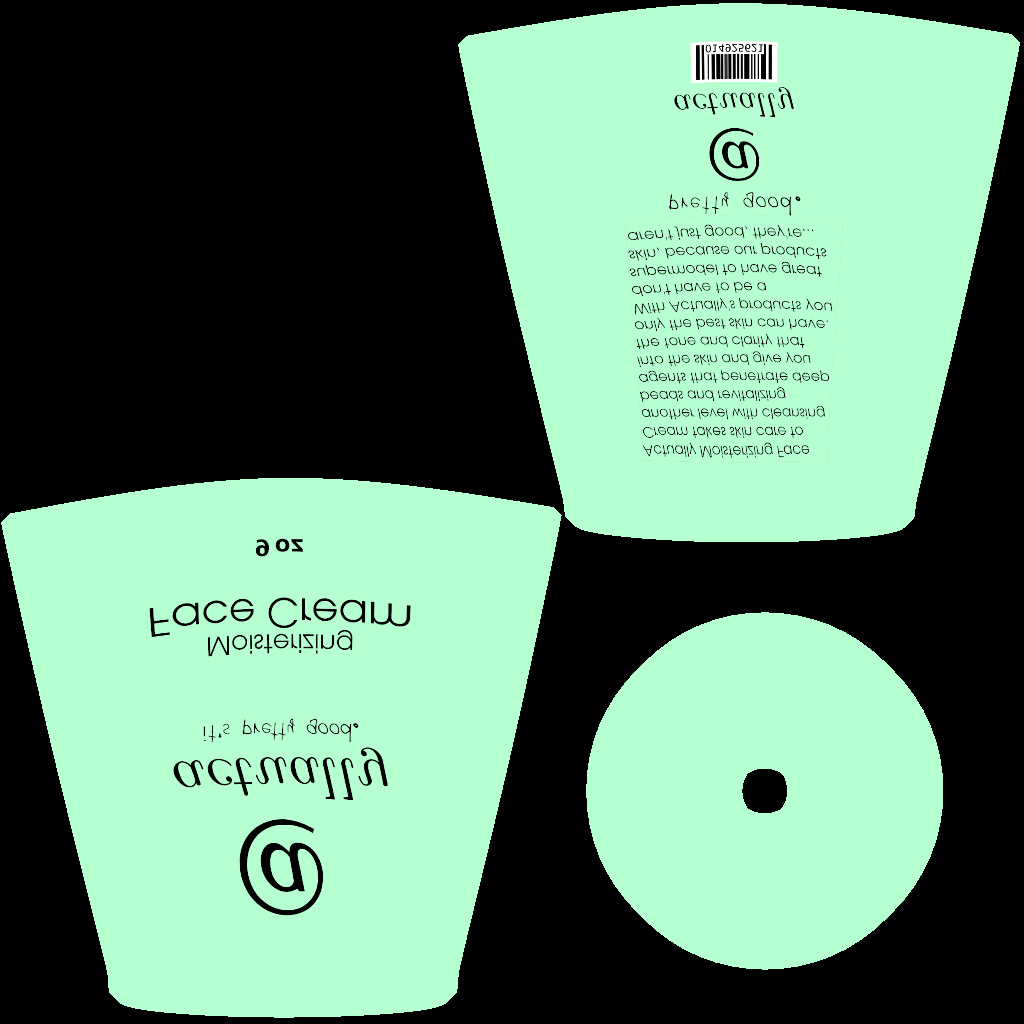 @
actually
it's pretty good.
Moisterizing
Face Cream
9 oz
Actually Moisterizing Face
Cream takes skin care to
another level with cleansing
beads and revitalizing
agents that penetrate deep
into the skin and give you
the tone and clarity that
only the best skin can have.
With Actually's products you
don't have to be a
supermodel to have great
skin, because our products
aren't just good, they're...
pretty good.
@
actually
014925621